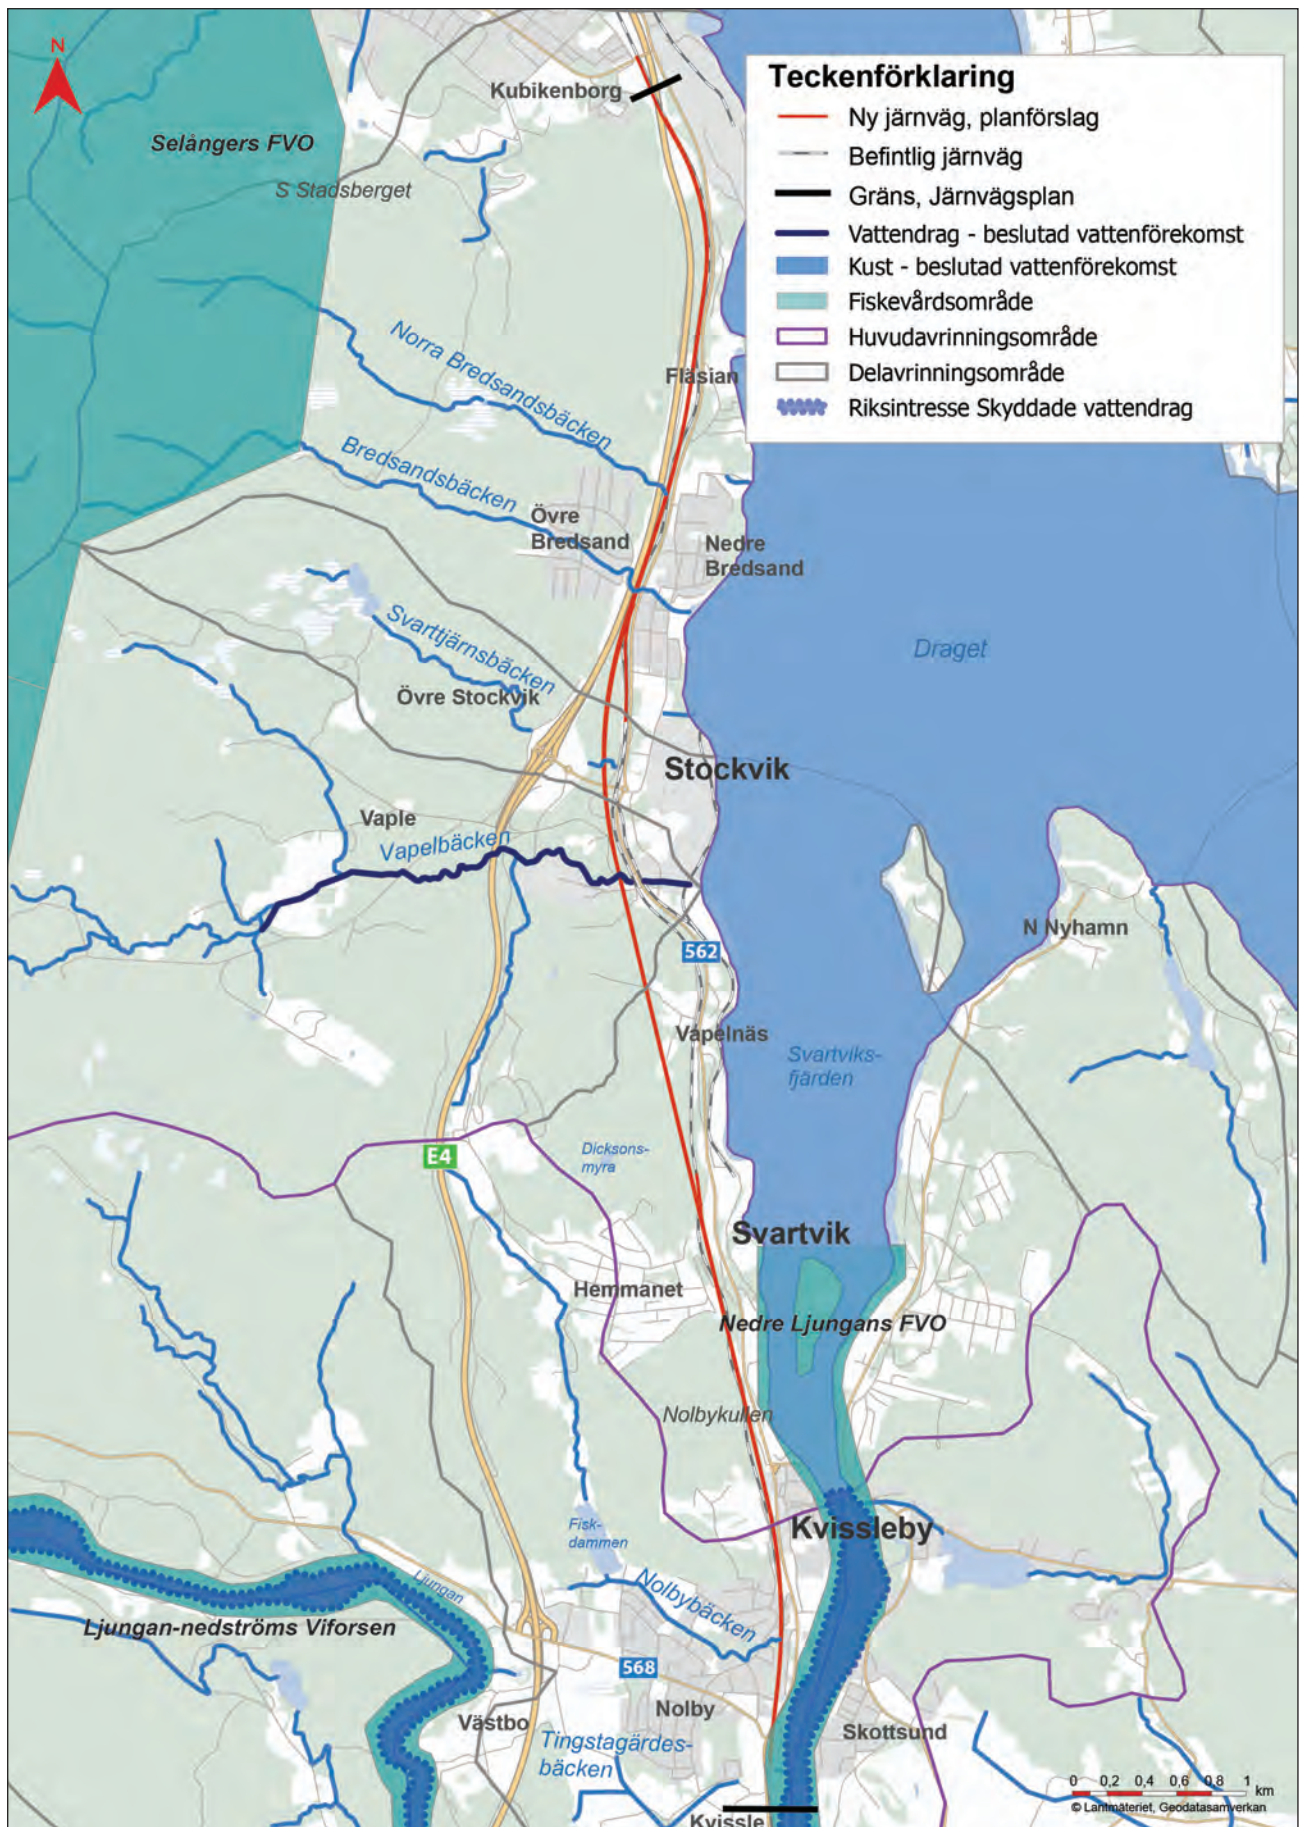 N
Kubikenborg
Selångers FVO
S Stadsberget
Teckenförklaring
Ny järnväg, planförslag
Befintlig järnväg
Gräns, Järnvägsplan
Vattendrag - beslutad vattenförekomst
Kust - beslutad vattenförekomst
Fiskevårdsområde
Huvudavrinningsområde
Delavrinningsområde
Riksintresse Skyddade vattendrag
Norra Bredsandsbäcken
Fläsian
Bredsandsbäcken
Övre
Bredsand
Nedre
Bredsand
Svarttjärnsbäcken
Draget
Övre Stockvik
Stockvik
Vaple
Vapelbäcken
N Nyhamn
562
Vapelnäs
Svartviks-
fjärden
Dicksons-
myra
E4
Svartvik
Hemmanet
Nedre Ljungans FVO
Nolbykullen
Fisk-
dammen
Kvissleby
Ljungan
Nolbybäcken
Ljungan-nedströms Viforsen
568
Nolby
Västbo
Skottsund
Tingstagärdes-
bäcken
0 0,2 0,4 0,6 0,8 1
km
© Lantmäteriet, Geodatasamverkan
Kvissle